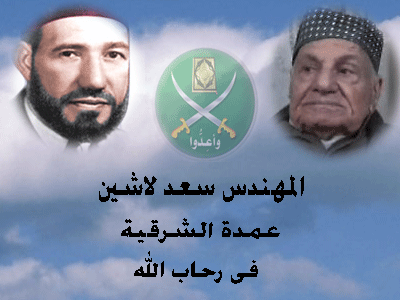 وأعدوا
المهندس سعد لاشين
عمدة الشرقية
فى رحاب الله